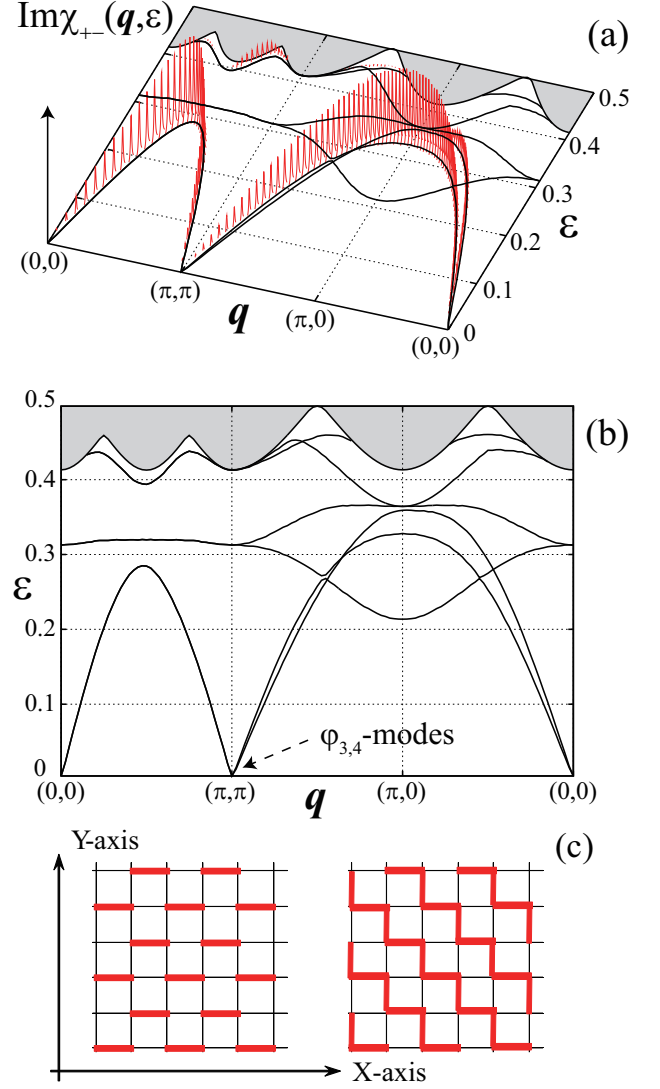 Imχ₊₋(q,ε)
(a)
0.5
0.4
0.3
0.2
0.1
0
ε
(0,0)
(π,π)
(π,0)
(0,0)
q
(b)
0.5
0.4
0.3
0.2
0.1
0
ε
φ₃,₄-modes
(0,0)
(π,π)
q
(π,0)
(0,0)
(c)
Y-axis
X-axis